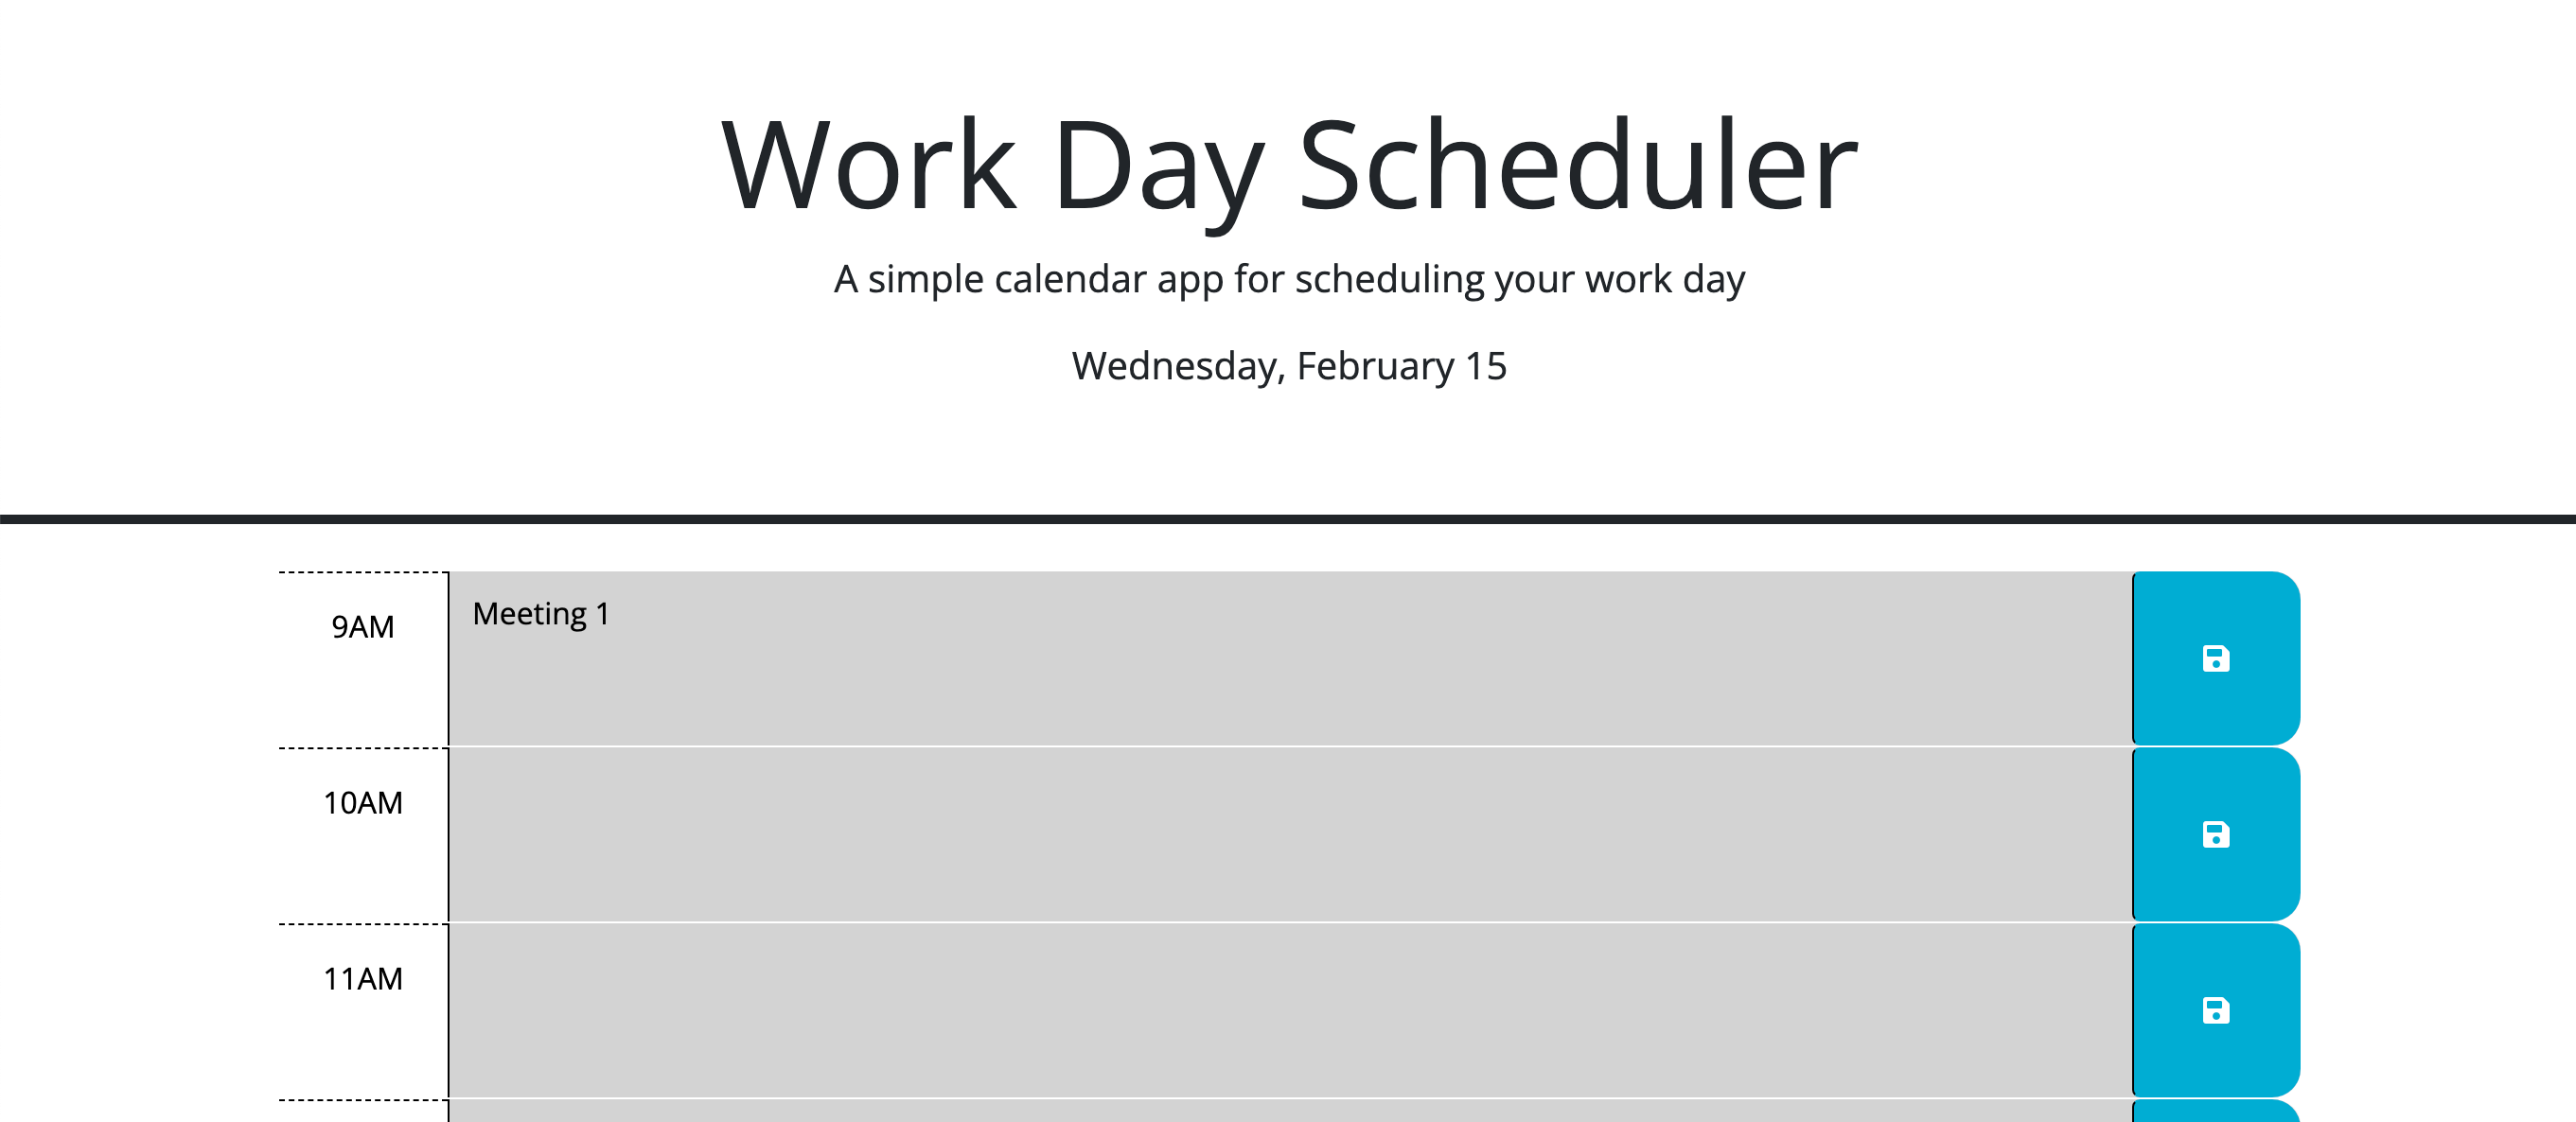 Work Day Scheduler
A simple calendar app for scheduling your work day
Wednesday, February 15
9AM
Meeting 1
10AM
11AM